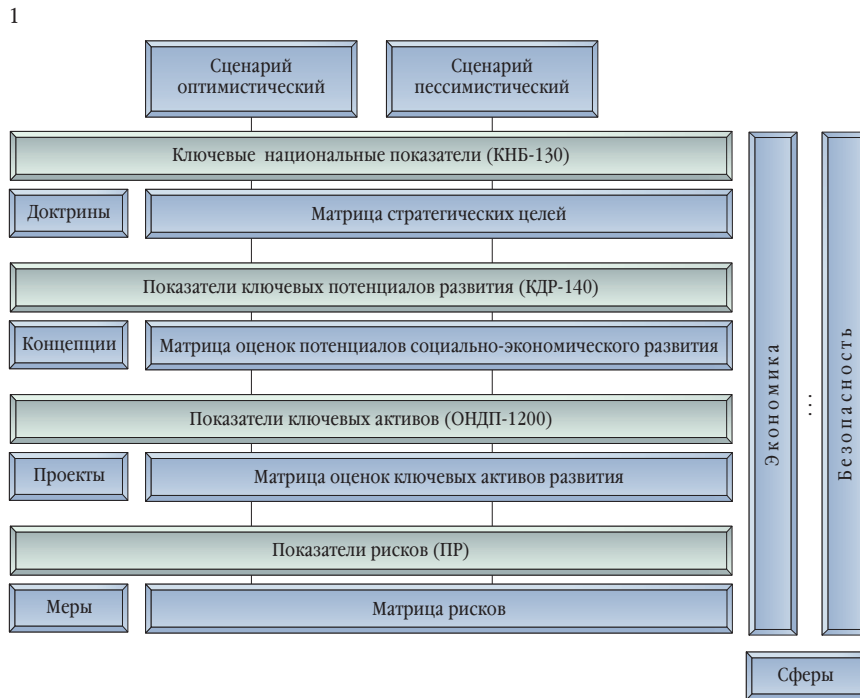 1
Сценарий
оптимистический
Сценарий
пессимистический
Ключевые национальные показатели (КНБ-130)
Доктрины
Матрица стратегических целей
Показатели ключевых потенциалов развития (КДР-140)
Концепции
Матрица оценок потенциалов социально-экономического развития
Показатели ключевых активов (ОНДП-1200)
Проекты
Матрица оценок ключевых активов развития
Показатели рисков (ПР)
Меры
Матрица рисков
Экономика
...
Безопасность
Сферы